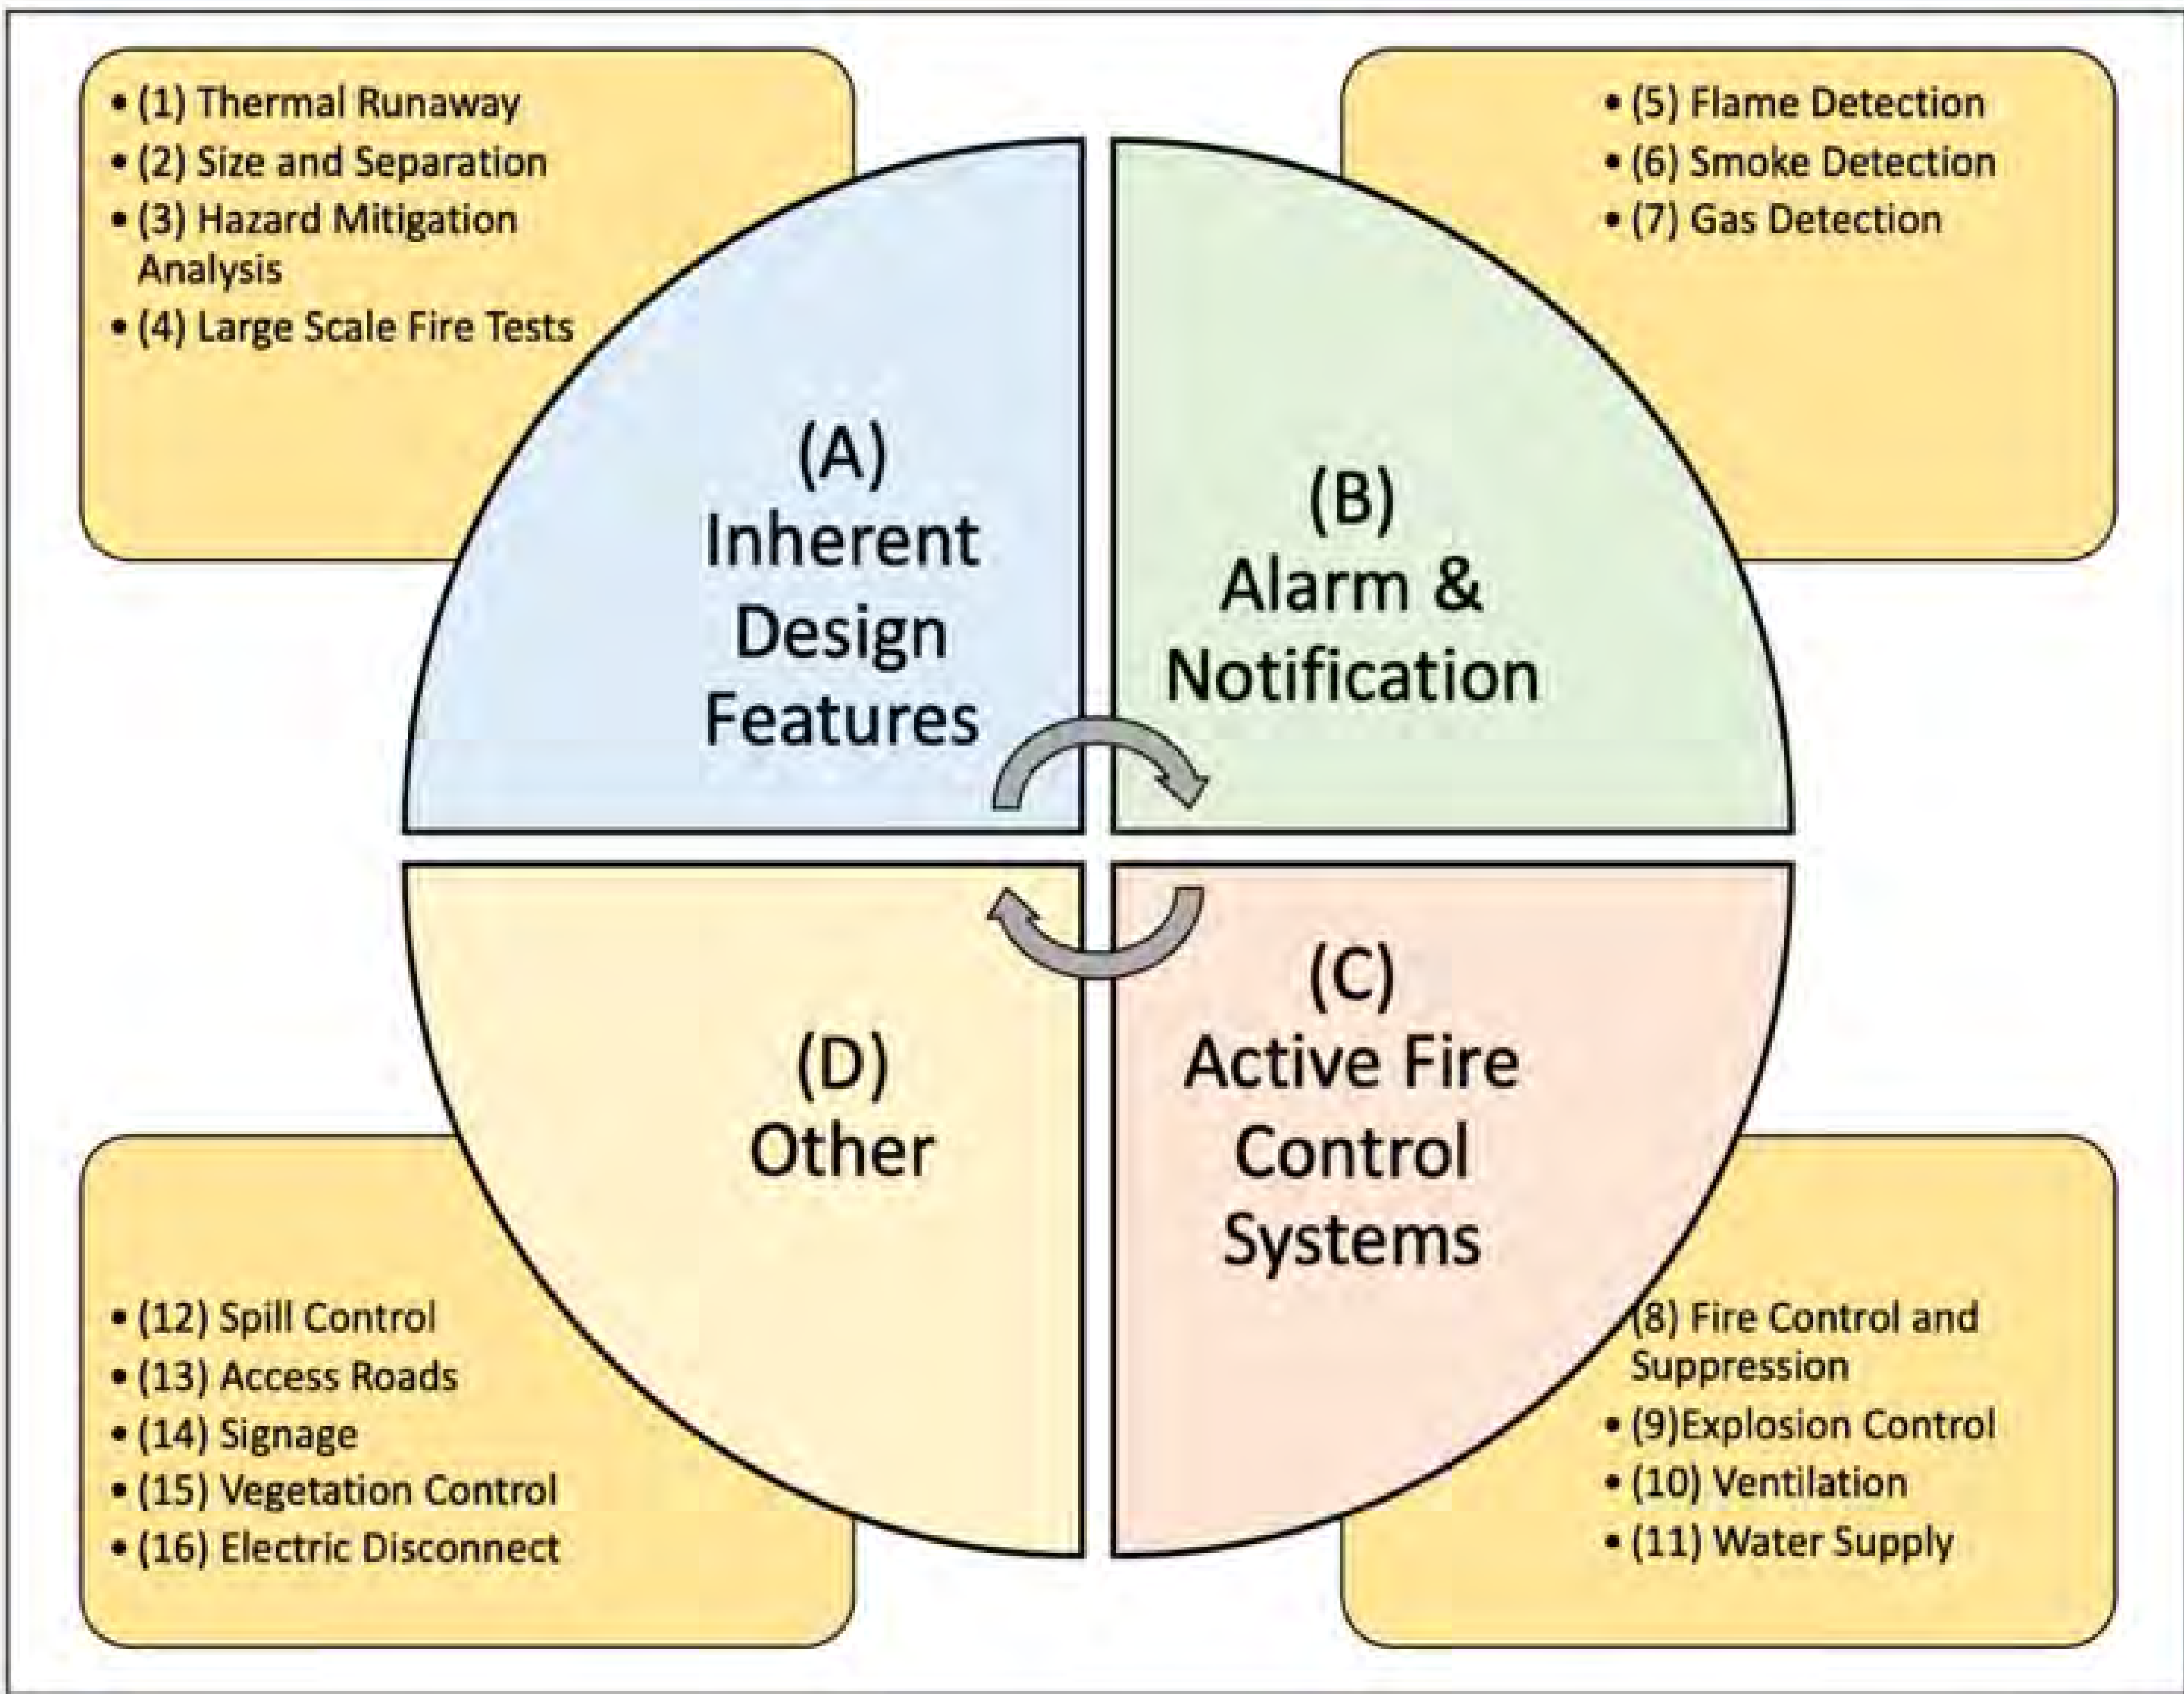 • (1) Thermal Runaway
• (2) Size and Separation
• (3) Hazard Mitigation
Analysis
• (4) Large Scale Fire Tests
• (5) Flame Detection
• (6) Smoke Detection
• (7) Gas Detection
(A)
Inherent
Design
Features
(B)
Alarm &
Notification
(C)
Active Fire
Control
Systems
(D)
Other
(8) Fire Control and
Suppression
• (9)Explosion Control
• (10) Ventilation
• (11) Water Supply
• (12) Spill Control
• (13) Access Roads
• (14) Signage
• (15) Vegetation Control
• (16) Electric Disconnect